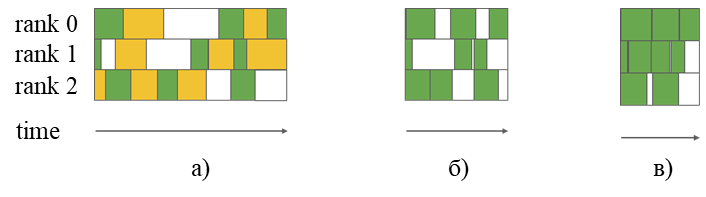 rank 0
rank 1
rank 2
time
а)
б)
в)